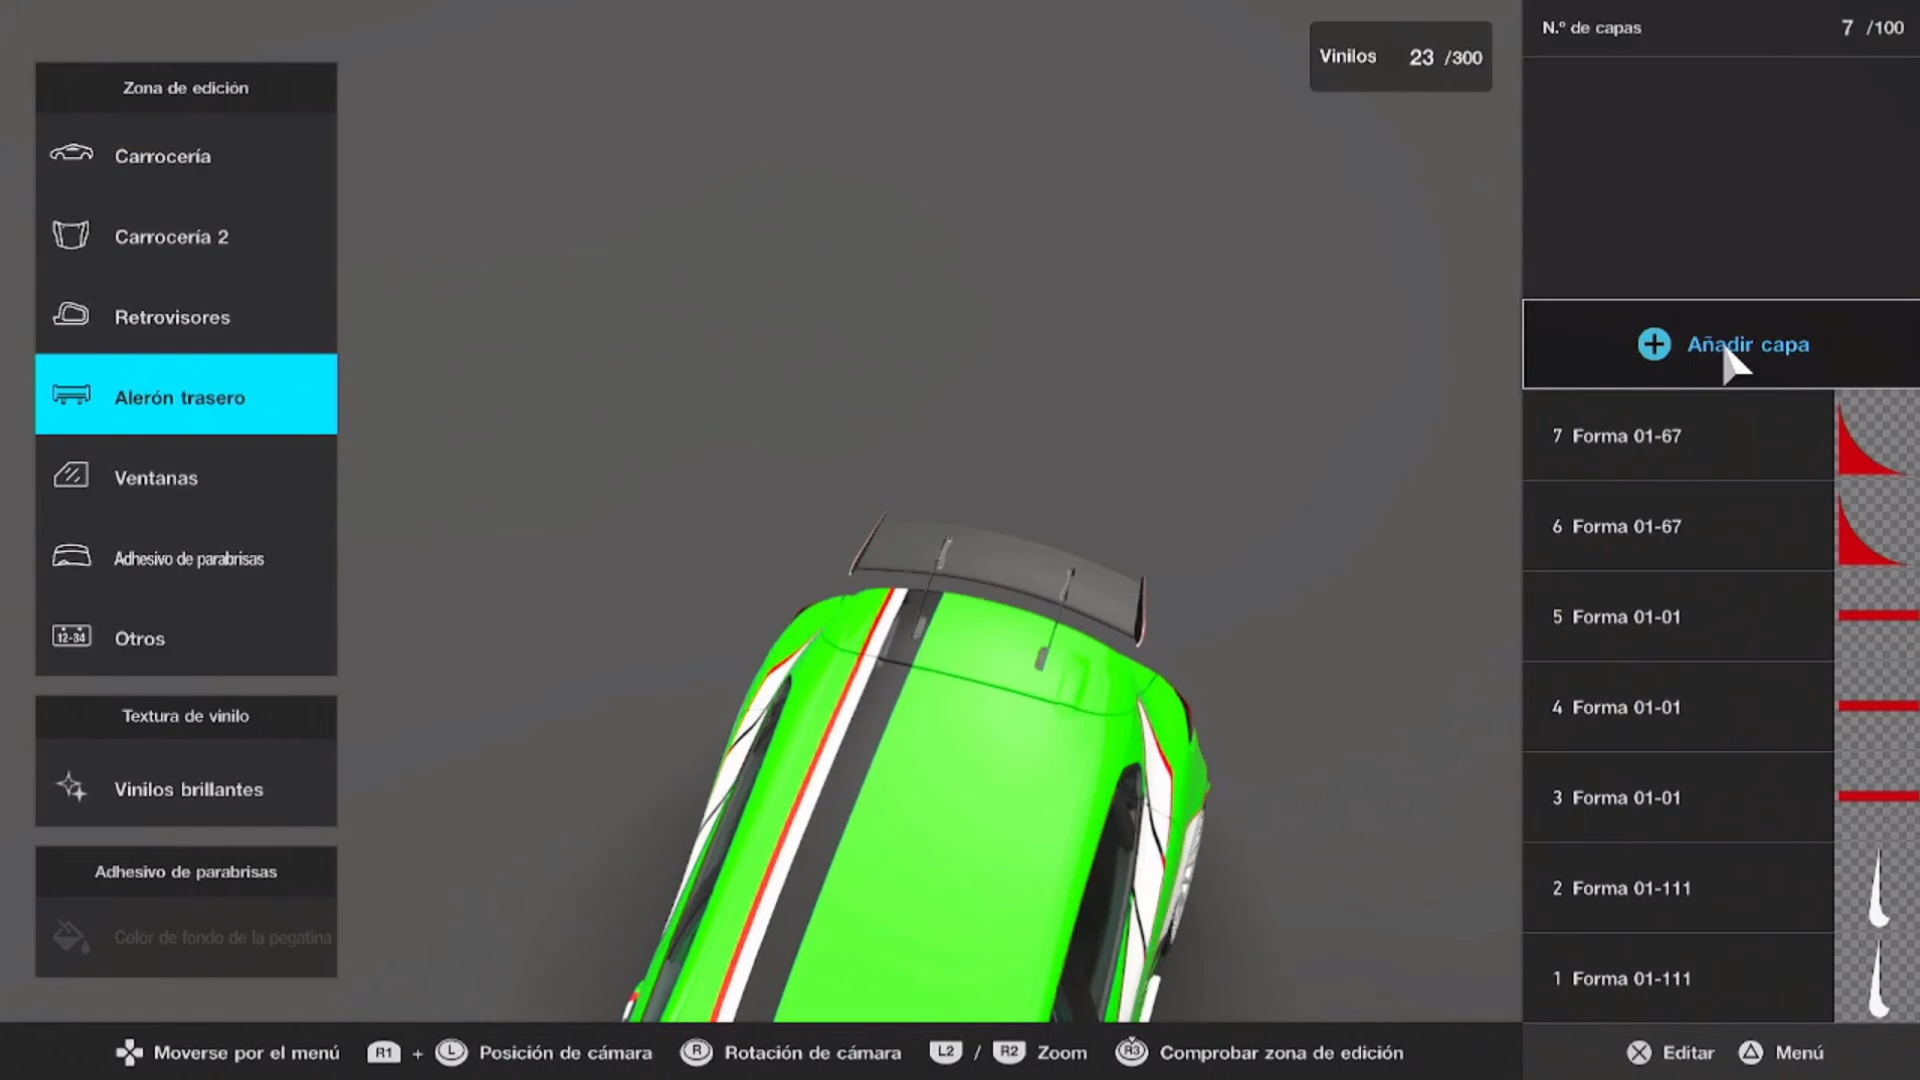 Zona de edición
Carrocería
Carrocería 2
Retrovisores
Alerón trasero
Ventanas
Adhesivo de parabrisas
12-34 Otros
Textura de vinilo
Vinilos brillantes
Adhesivo de parabrisas
Color de fondo de la pegatina
Vinilos 23 /300
N.º de capas 7 /100
Añadir capa
7 Forma 01-67
6 Forma 01-67
5 Forma 01-01
4 Forma 01-01
3 Forma 01-01
2 Forma 01-111
1 Forma 01-111
Moverse por el menú R1 + L Posición de cámara R Rotación de cámara L2 / R2 Zoom R3 Comprobar zona de edición
Editar Menú